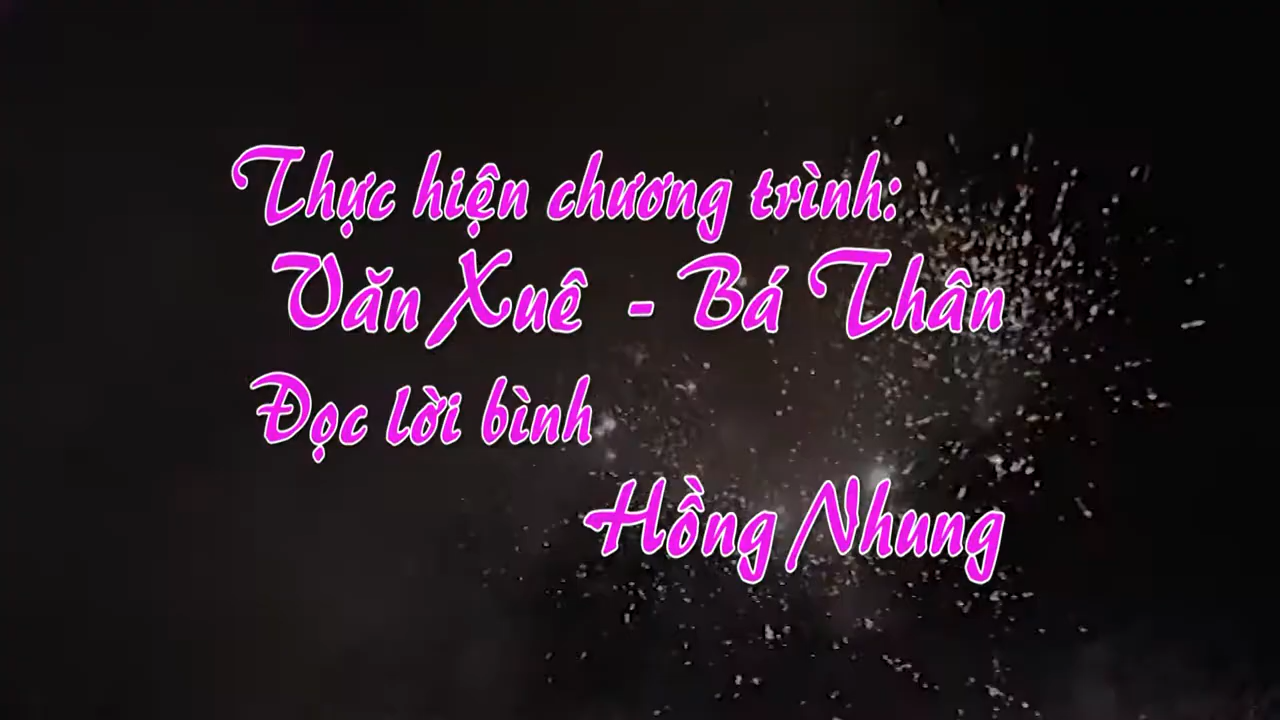 Thực hiện chương trình:
Văn Xuê - Bá Thân
Đọc lời bình
Hồng Nhung